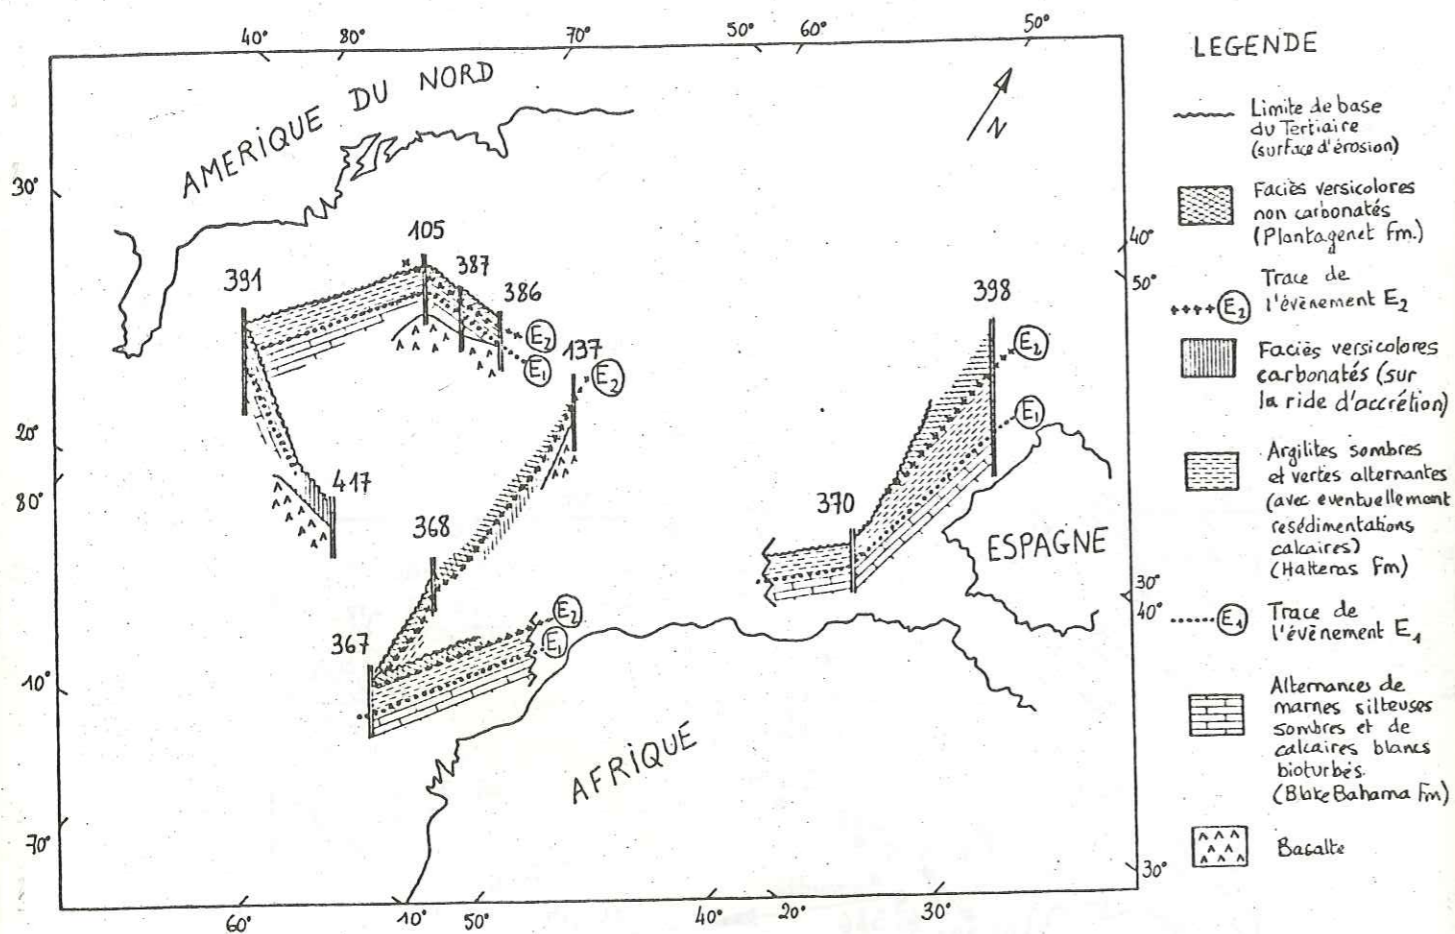 40° 80° 70° 50° 60° 50°
LEGENDE
AMÉRIQUE DU NORD
N
30°
20°
80°
10°
70°
40°
50°
30°
40°
30°
60° 10° 50° 40° 20° 30°
391
105
387
386
E2
E1
137
E2
417
368
367
E2
E1
398
E2
E1
370
ESPAGNE
AFRIQUE
Limite de base
du Tertiaire
(surface d'érosion)
Faciès versicolores
non carbonatés
(Plantagenet Fm.)
Trace de
l'évènement E2
E2
Faciès versicolores
carbonatés (sur
la ride d'accrétion)
Argilites sombres
et vertes alternantes
(avec eventuellement
resédimentations
calcaires)
(Hatteras Fm)
Trace de
l'évènement E1
E1
Alternances de
marnes silteuses
sombres et de
calcaires blancs
bioturbés.
(Blake Bahama Fm)
Basalte